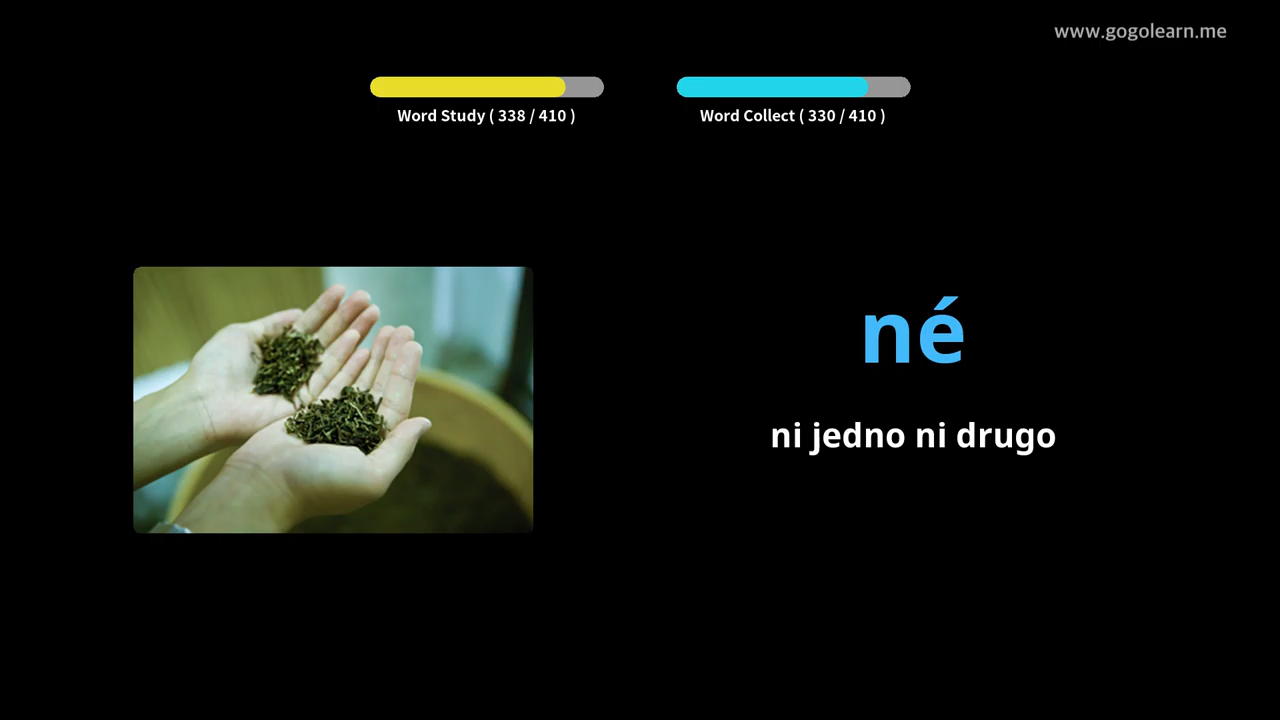 www.gogolearn.me
Word Study ( 338 / 410 )
Word Collect ( 330 / 410 )
né
ni jedno ni drugo